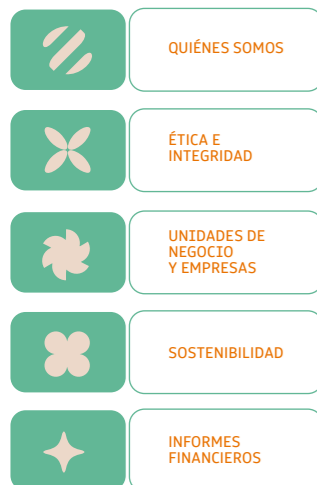 QUIÉNES SOMOS
ÉTICA E
INTEGRIDAD
UNIDADES DE
NEGOCIO
Y EMPRESAS
SOSTENIBILIDAD
INFORMES
FINANCIEROS